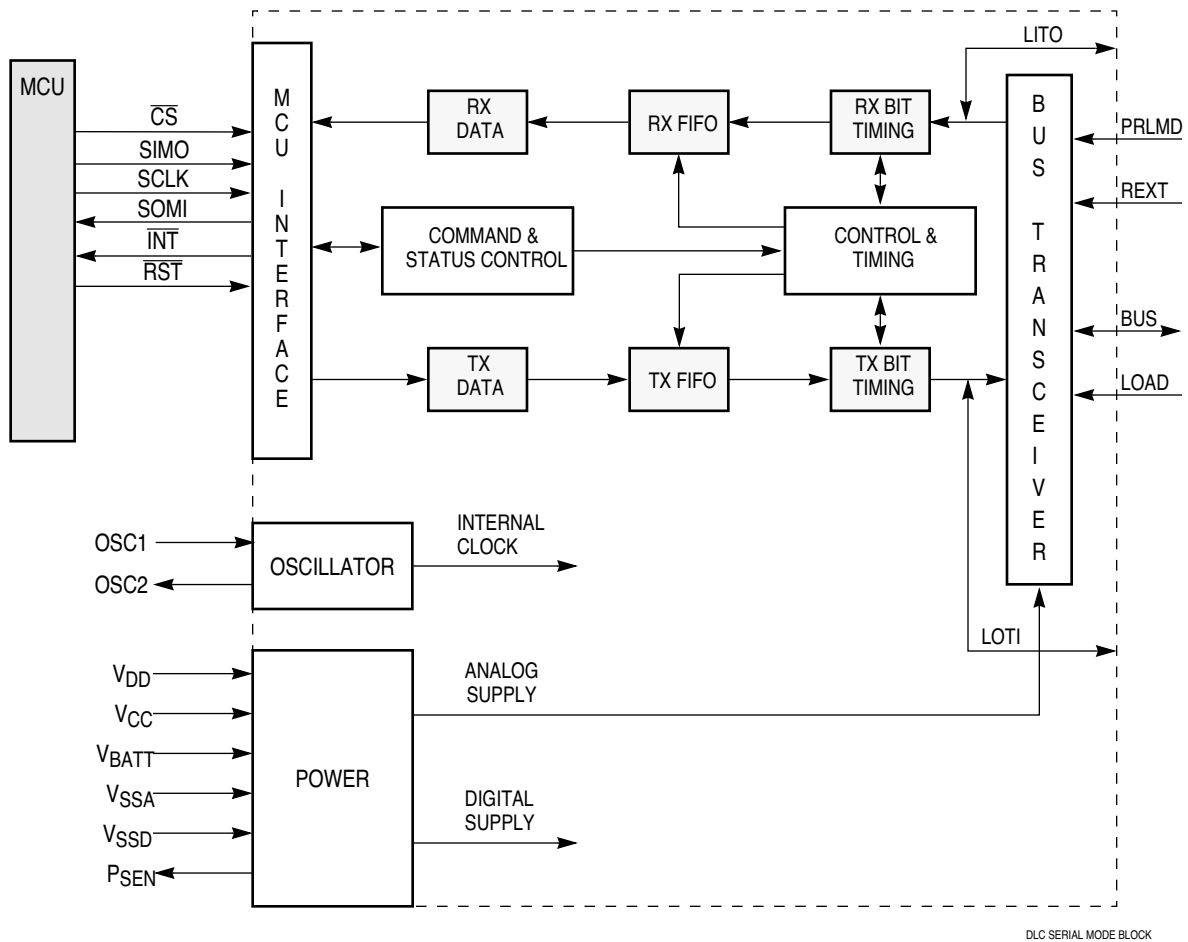 LITO
MCU
CS
SIMO
SCLK
SOMI
INT
RST
MCU INTERFACE
RX
DATA
RX FIFO
RX BIT
TIMING
COMMAND &
STATUS CONTROL
CONTROL &
TIMING
TX
DATA
TX FIFO
TX BIT
TIMING
BUS TRANSCEIVER
PRLMD
REXT
BUS
LOAD
OSC1
OSC2
OSCILLATOR
INTERNAL
CLOCK
LOTI
VDD
VCC
VBATT
VSSA
VSSD
PSEN
POWER
ANALOG
SUPPLY
DIGITAL
SUPPLY
DLC SERIAL MODE BLOCK